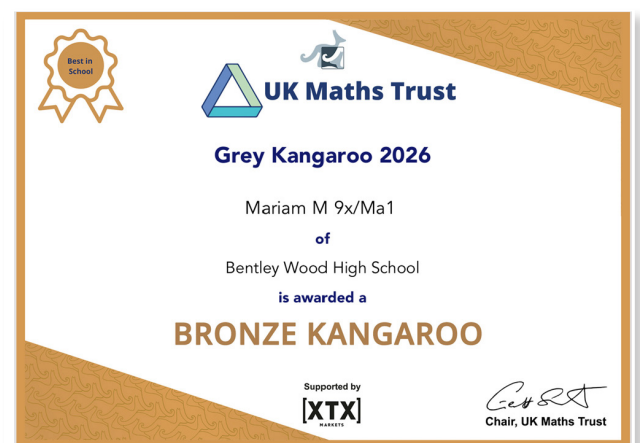 Best in
School
UK Maths Trust
Grey Kangaroo 2026
Mariam M 9x/Ma1
of
Bentley Wood High School
is awarded a
BRONZE KANGAROO
Supported by
[XTX]
MARKETS
Chair, UK Maths Trust